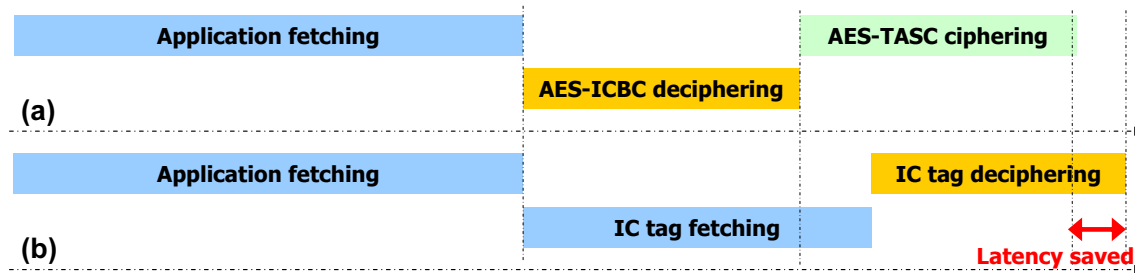 Application fetching
AES-TASC ciphering
AES-ICBC deciphering
(a)
Application fetching
IC tag deciphering
IC tag fetching
(b)
Latency saved